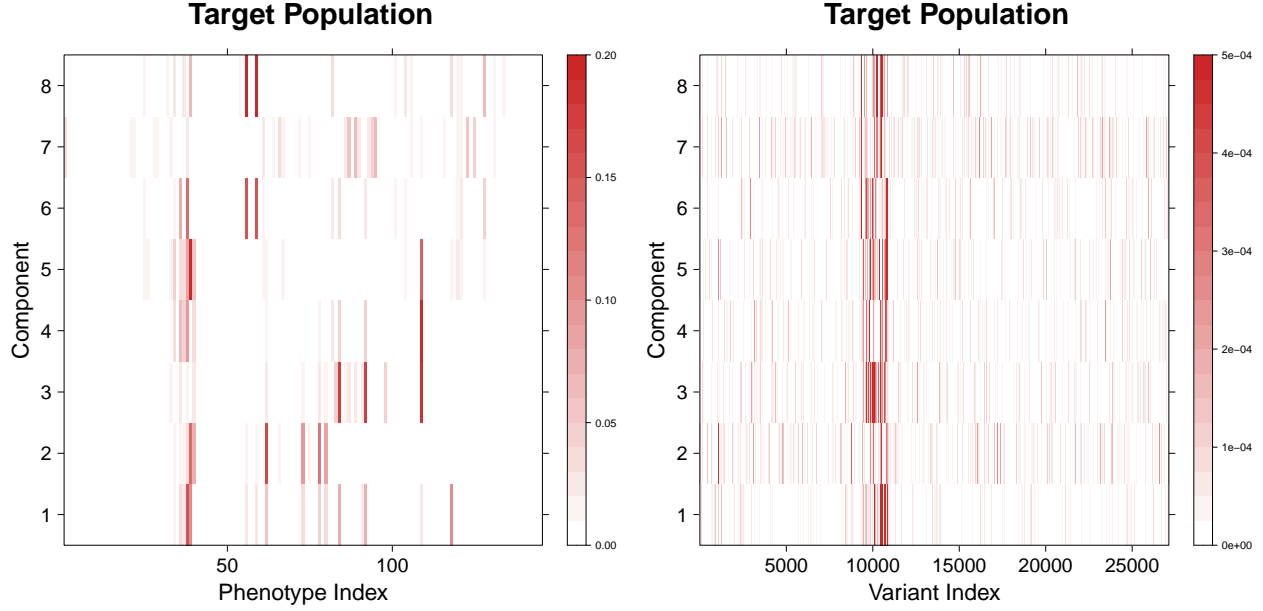 Target Population
8
7
6
5
4
3
2
1
Component
50
100
Phenotype Index
0.20
0.15
0.10
0.05
0.00
Target Population
8
7
6
5
4
3
2
1
Component
5000
10000
15000
20000
25000
Variant Index
5e−04
4e−04
3e−04
2e−04
1e−04
0e+00